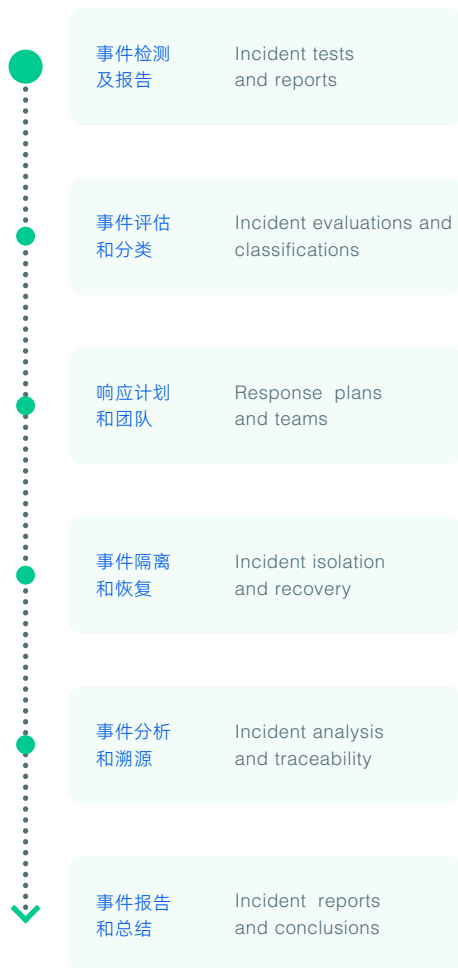 事件检测
及报告
Incident tests
and reports
事件评估
和分类
Incident evaluations and
classifications
响应计划
和团队
Response plans
and teams
事件隔离
和恢复
Incident isolation
and recovery
事件分析
和溯源
Incident analysis
and traceability
事件报告
和总结
Incident reports
and conclusions